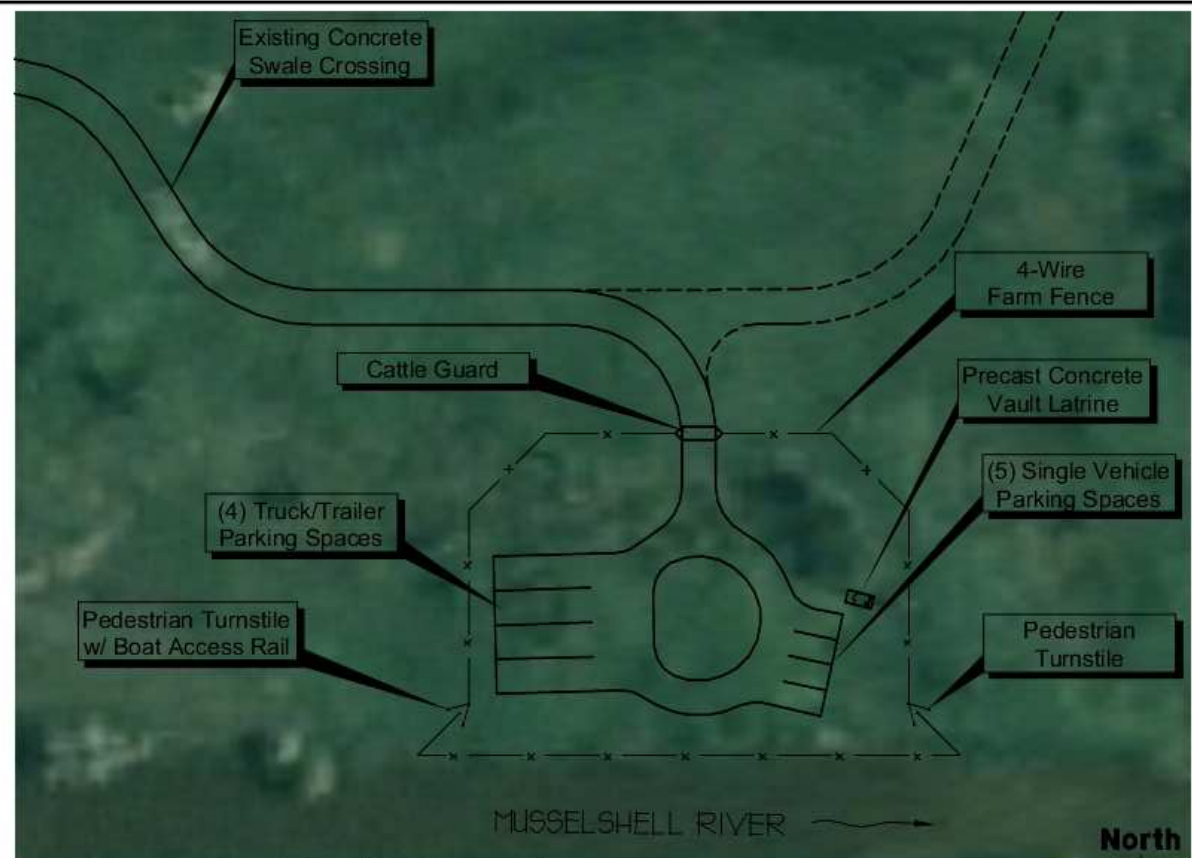 Existing Concrete
Swale Crossing
4-Wire
Farm Fence
Cattle Guard
Precast Concrete
Vault Latrine
(5) Single Vehicle
Parking Spaces
(4) Truck/Trailer
Parking Spaces
Pedestrian Turnstile
w/ Boat Access Rail
Pedestrian
Turnstile
MUSSELSHELL RIVER
North